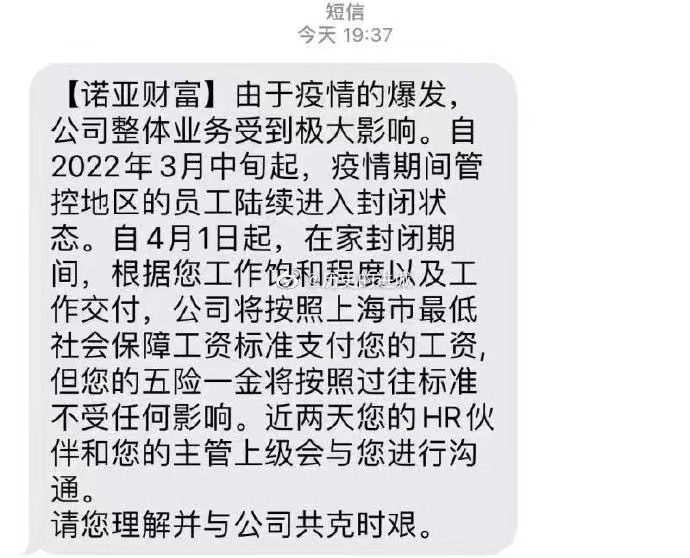 短信
今天 19:37
【诺亚财富】由于疫情的爆发，
公司整体业务受到极大影响。自
2022年3月中旬起，疫情期间管
控地区的员工陆续进入封闭状
态。自4月1日起，在家封闭期
间，根据您工作饱和程度以及工
作交付，公司将按照上海市最低
社会保障工资标准支付您的工资，
但您的五险一金将按照过往标准
不受任何影响。近两天您的HR伙
伴和您的主管上级会与您进行沟
通。
请您理解并与公司共克时艰。